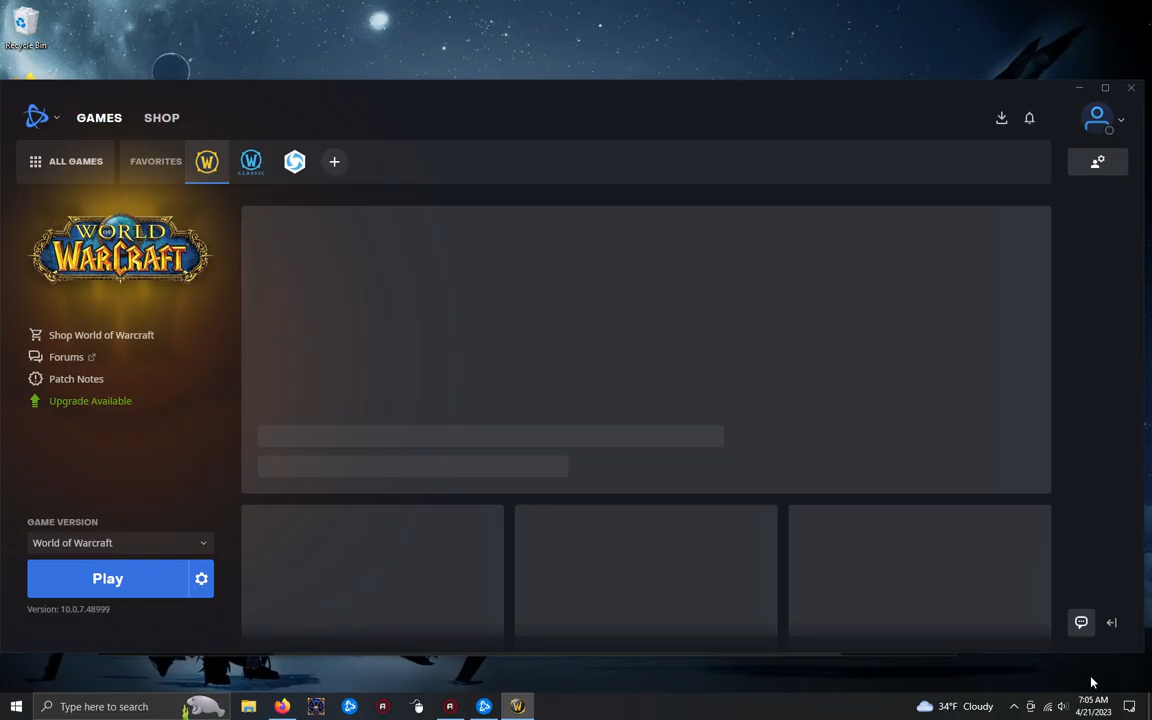 Recycle Bin
GAMES
SHOP
ALL GAMES
FAVORITES
W
W
CLASSIC
WORLD
OF
WARCRAFT
Shop World of Warcraft
Forums
Patch Notes
Upgrade Available
GAME VERSION
World of Warcraft
Play
Version: 10.0.7.48999
Type here to search
34°F Cloudy
7:05 AM
4/21/2023